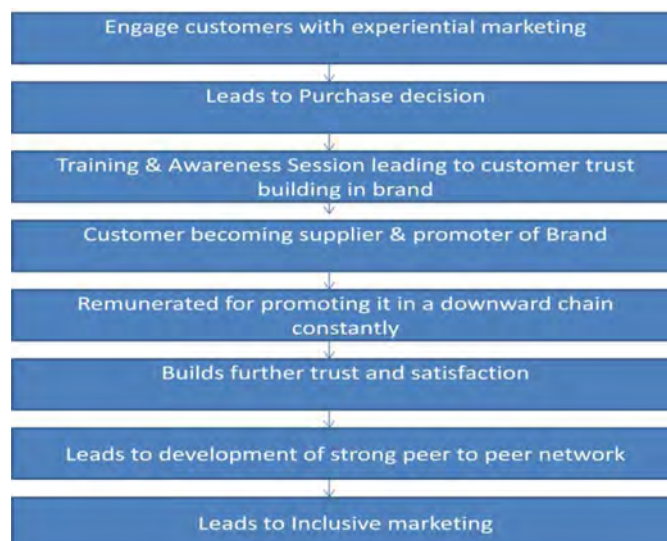 Engage customers with experiential marketing
Leads to Purchase decision
Training & Awareness Session leading to customer trust
building in brand
Customer becoming supplier & promoter of Brand
Remunerated for promoting it in a downward chain
constantly
Builds further trust and satisfaction
Leads to development of strong peer to peer network
Leads to Inclusive marketing